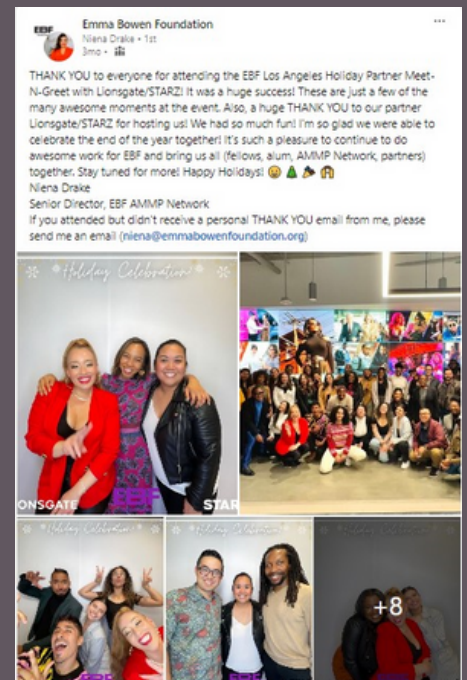 EBF
Emma Bowen Foundation
Niena Drake • 1st
3mo •
THANK YOU to everyone for attending the EBF Los Angeles Holiday Partner Meet-
N-Greet with Lionsgate/STARZ! It was a huge success! These are just a few of the
many awesome moments at the event. Also, a huge THANK YOU to our partner
Lionsgate/STARZ for hosting us! We had so much fun! I'm so glad we were able to
celebrate the end of the year together! It's such a pleasure to continue to do
awesome work for EBF and bring us all (fellows, alum, AMMP Network, partners)
together. Stay tuned for more! Happy Holidays! 😀 🎄 🎉 🙌
Niena Drake
Senior Director, EBF AMMP Network
If you attended but didn't receive a personal THANK YOU email from me, please
send me an email (niena@emmabowenfoundation.org)
Holiday Celebration!
ONSGATE EBF STAR
Holiday Celebration!
EBF
Holiday Celebration!
EBF
+8